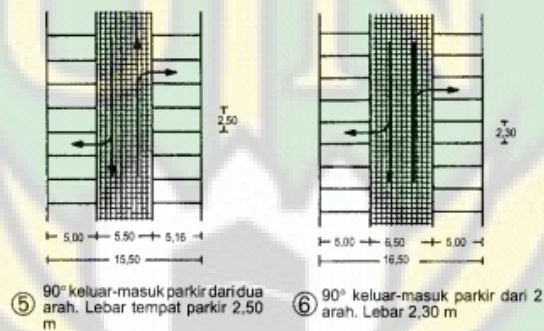 2,50
2,30
5,00 5,50 5,16
15,50
5,00 6,50 5,00
16,50
5 90° keluar-masuk parkir dari dua
arah. Lebar tempat parkir 2,50
m
6 90° keluar-masuk parkir dari 2
arah. Lebar 2,30 m